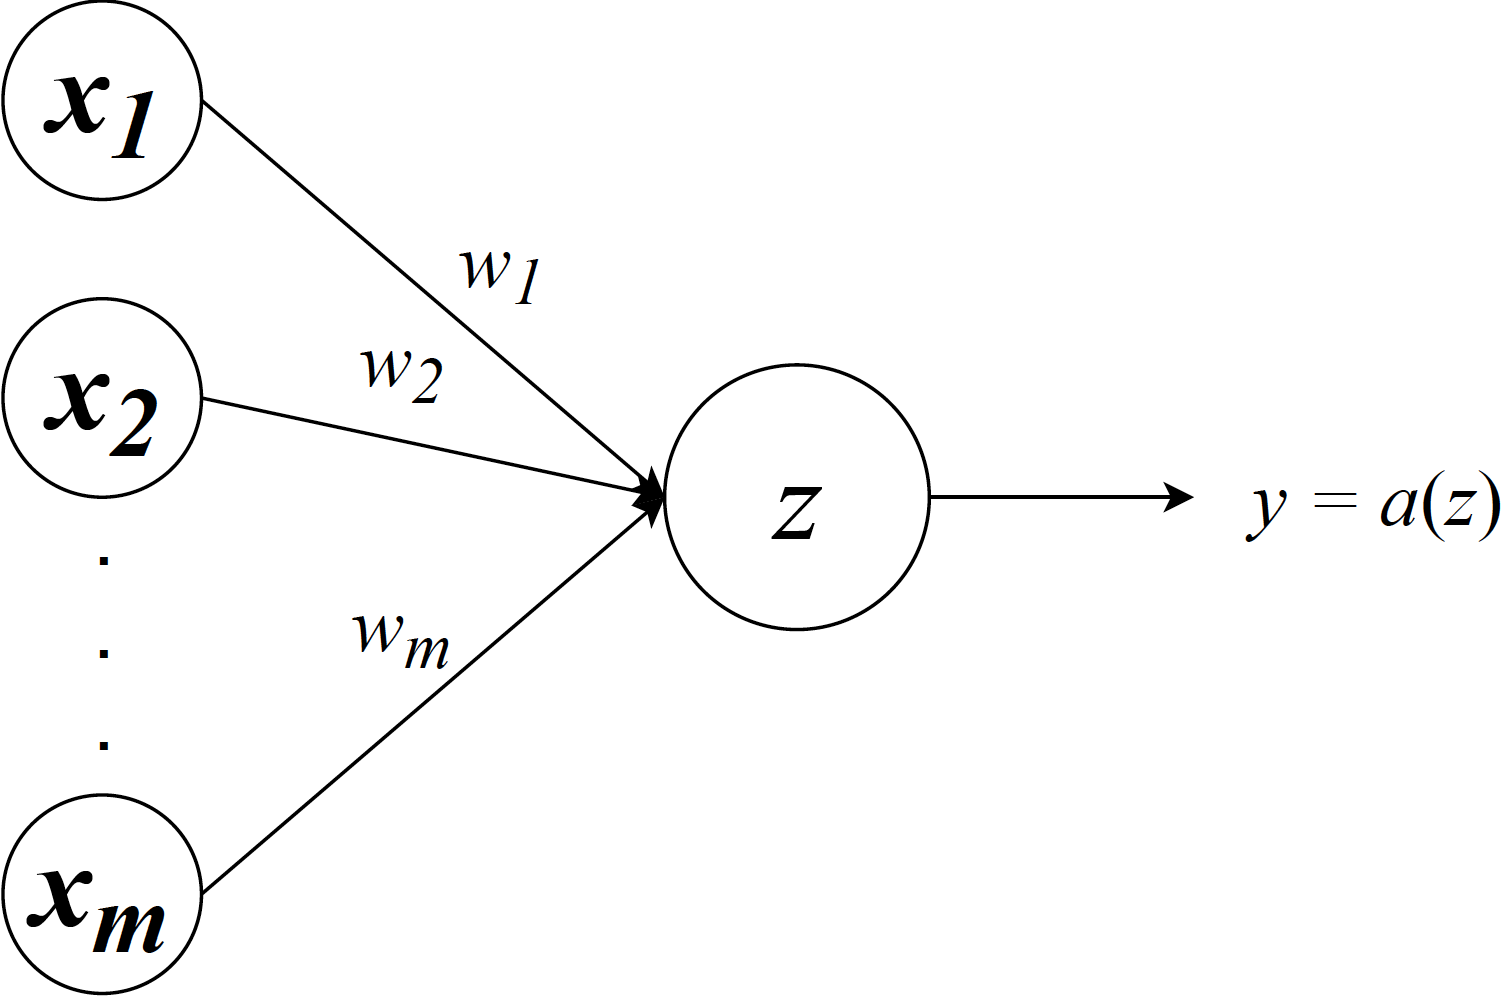 x1
w1
x2
w2
z
y = a(z)
.
.
.
wm
xm